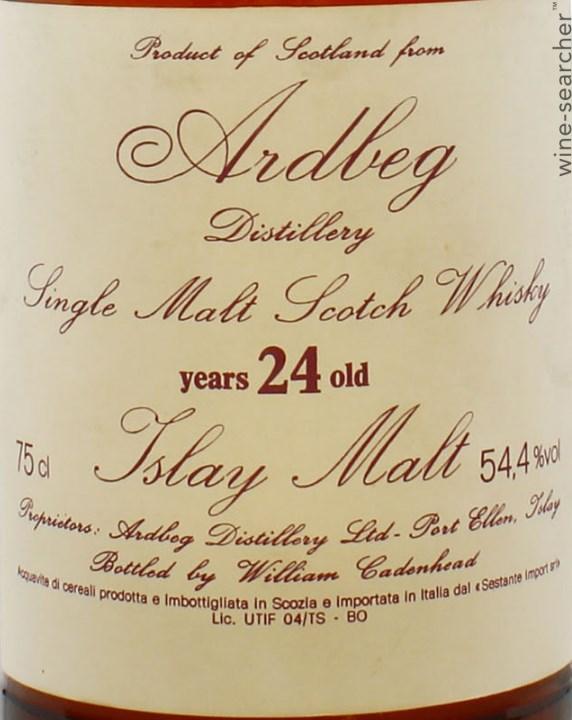 Product of Scotland from
Ardbeg
Distillery
Single Malt Scotch Whisky
years 24 old
Islay Malt
75 cl
54,4 %vol
Proprietors: Ardbeg Distillery Ltd - Port Ellen, Islay
Bottled by William Cadenhead
Acquavite di cereali prodotta e imbottigliata in Scozia e importata in Italia dal «Sestante Import srl»
Lic. UTIF 04/TS - BO
wine-searcher™